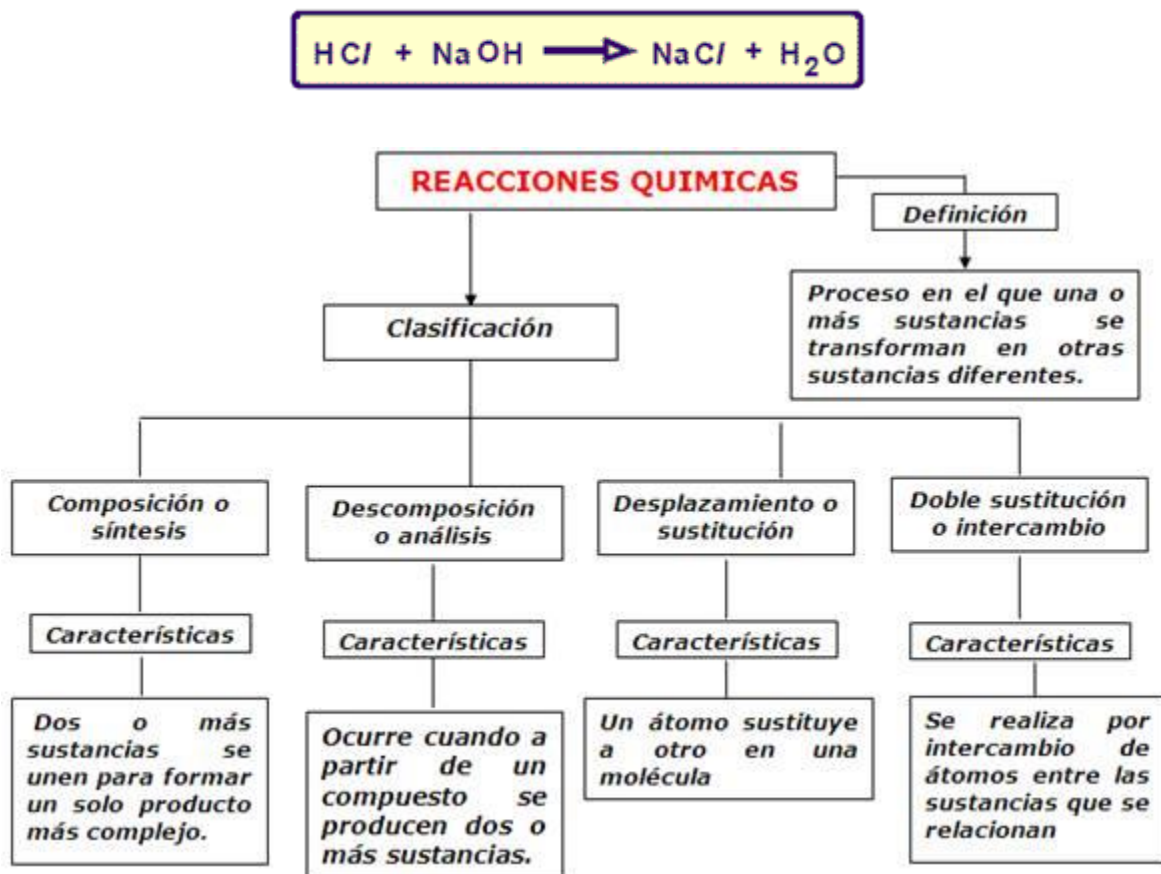 HCl + NaOH → NaCl + H₂O
REACCIONES QUIMICAS
Definición
Proceso en el que una o
más sustancias se
transforman en otras
sustancias diferentes.
Clasificación
Composición o
síntesis
Descomposición
o análisis
Desplazamiento o
sustitución
Doble sustitución
o intercambio
Características
Características
Características
Características
Dos o más
sustancias se
unen para formar
un solo producto
más complejo.
Ocurre cuando a
partir de un
compuesto se
producen dos o
más sustancias.
Un átomo sustituye
a otro en una
molécula
Se realiza por
intercambio de
átomos entre las
sustancias que se
relacionan